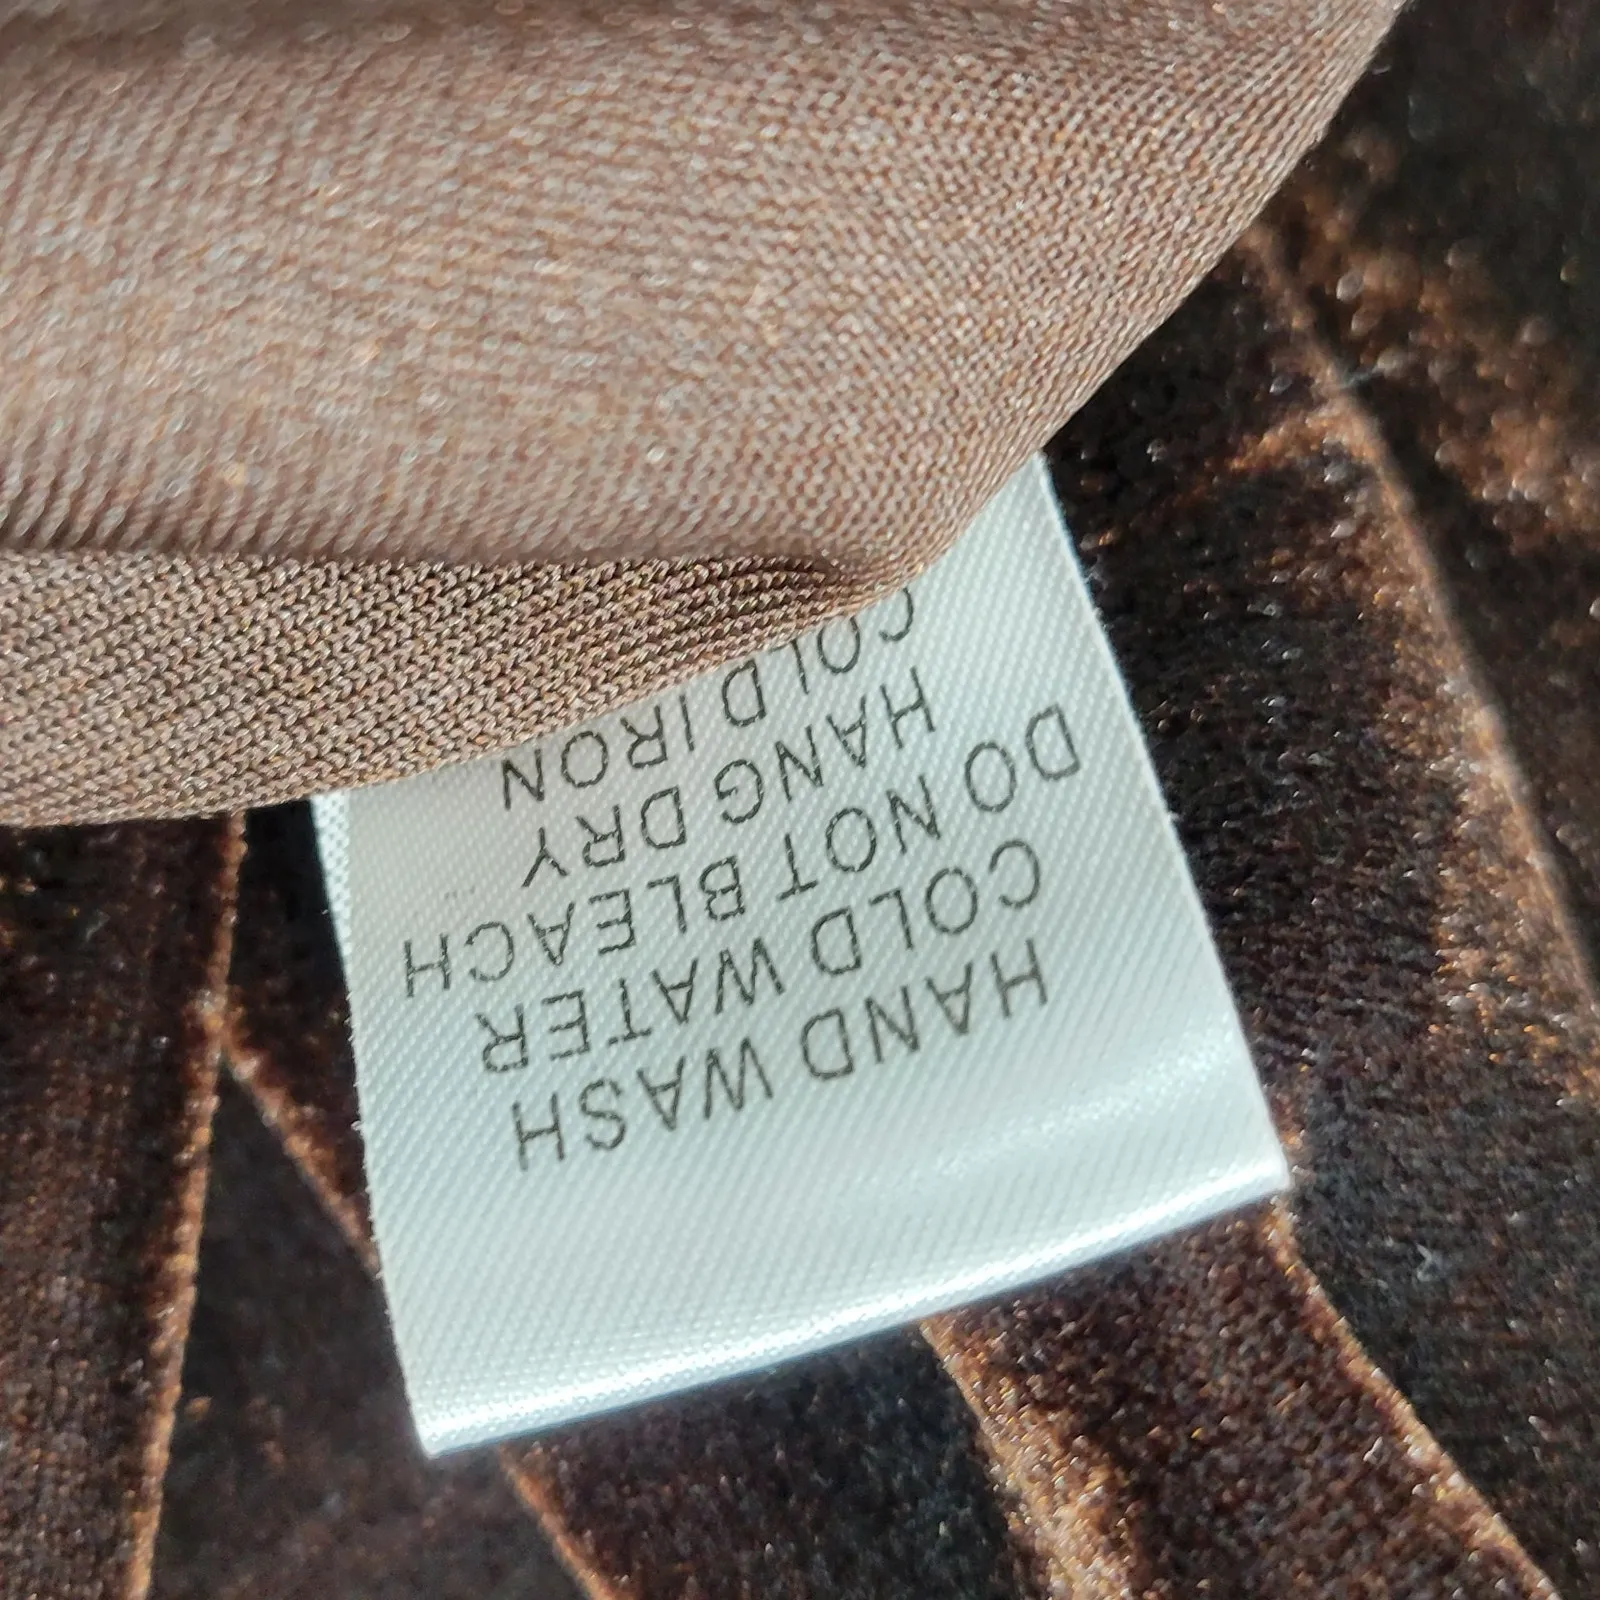 HAND WASH
COLD WATER
DO NOT BLEACH
HANG DRY
COLD IRON